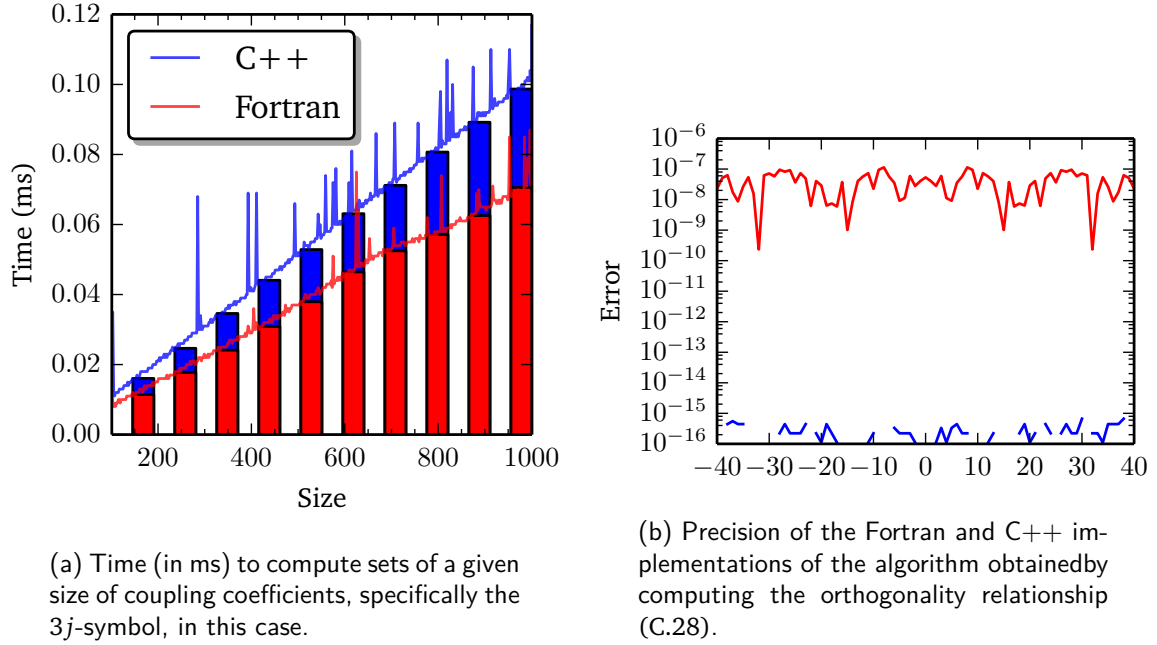 0.12
0.10
0.08
0.06
0.04
0.02
0.00
Time (ms)
C++
Fortran
200
400
600
800
1000
Size
(a) Time (in ms) to compute sets of a given
size of coupling coefficients, specifically the
3j-symbol, in this case.
10⁻⁶
10⁻⁷
10⁻⁸
10⁻⁹
10⁻¹⁰
10⁻¹¹
10⁻¹²
10⁻¹³
10⁻¹⁴
10⁻¹⁵
10⁻¹⁶
Error
−40
−30
−20
−10
0
10
20
30
40
(b) Precision of the Fortran and C++ im-
plementations of the algorithm obtainedby
computing the orthogonality relationship
(C.28).